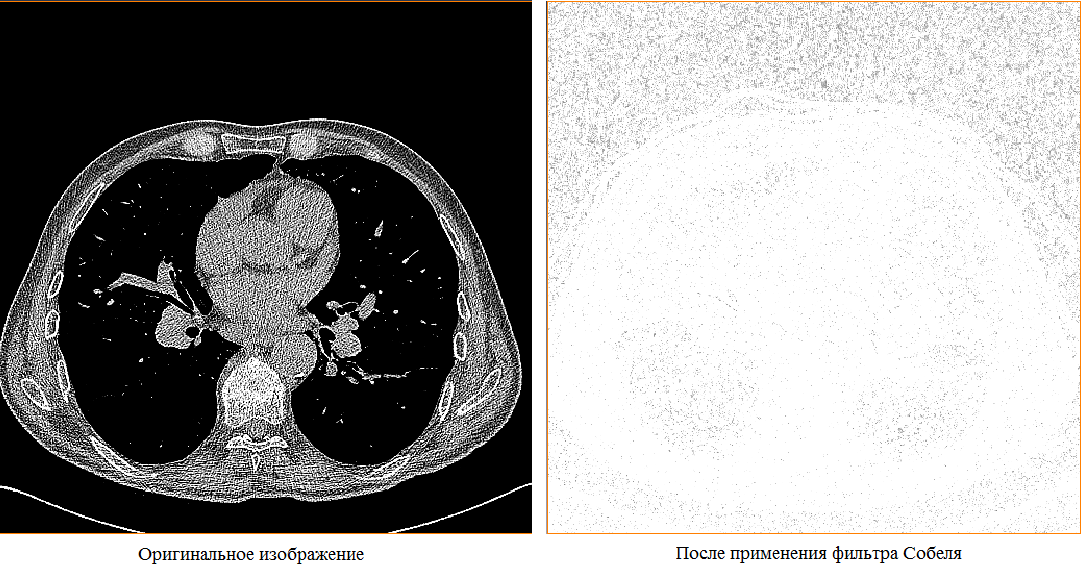 Оригинальное изображение
После применения фильтра Собеля